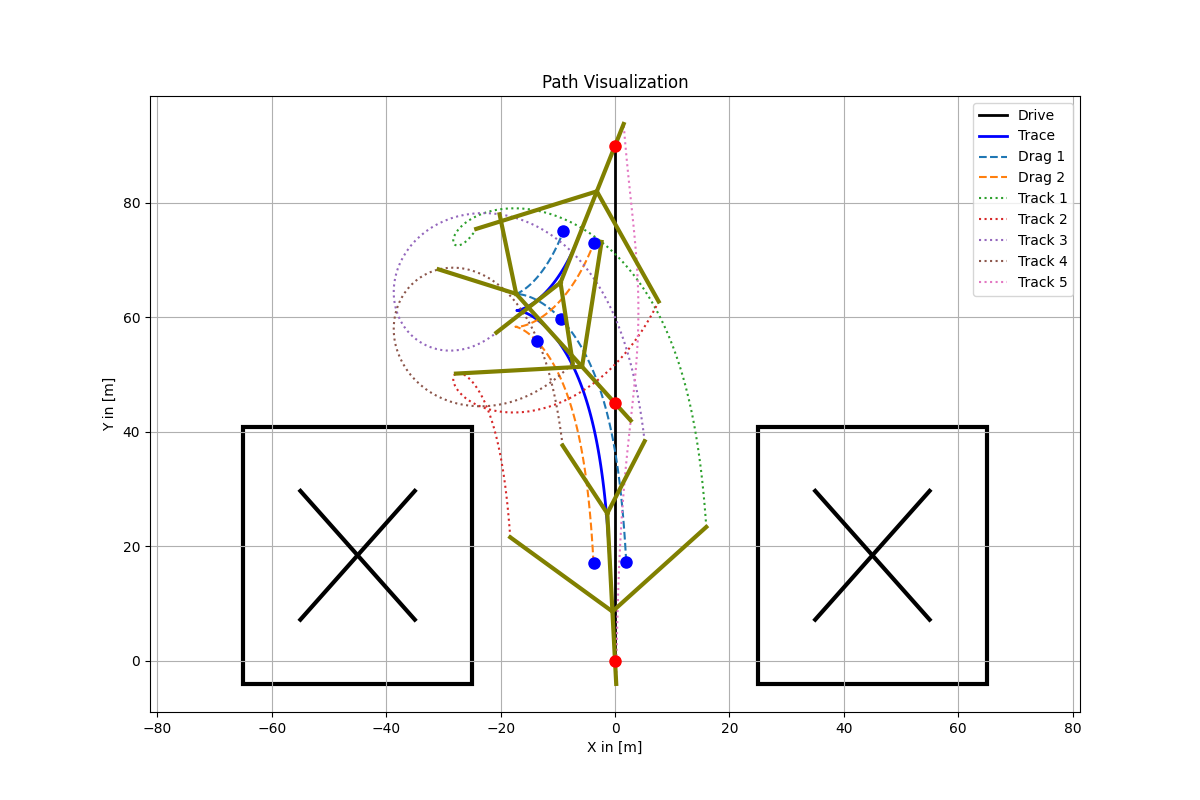 Path Visualization
Drive
Trace
Drag 1
Drag 2
Track 1
Track 2
Track 3
Track 4
Track 5
Y in [m]
80
60
40
20
0
−80
−60
−40
−20
0
20
40
60
80
X in [m]